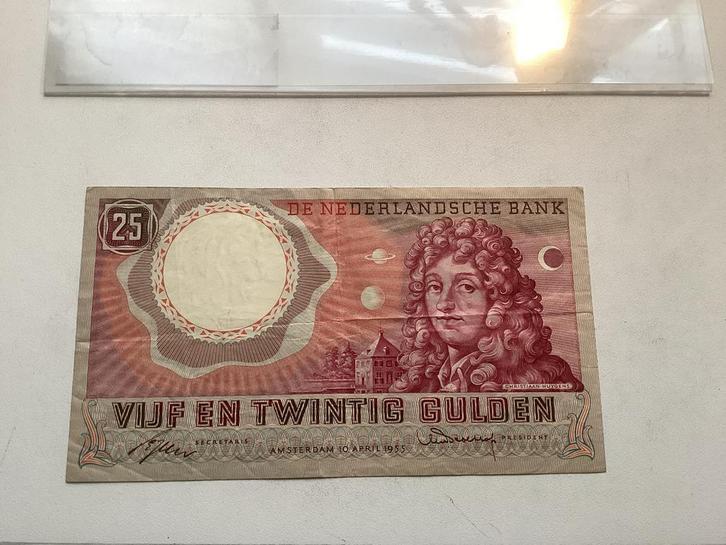 25
DE NEDERLANDSCHE BANK
CHRISTIAAN HUYGENS
VIJF EN TWINTIG GULDEN
SECRETARIS
PRESIDENT
AMSTERDAM 10 APRIL 1955